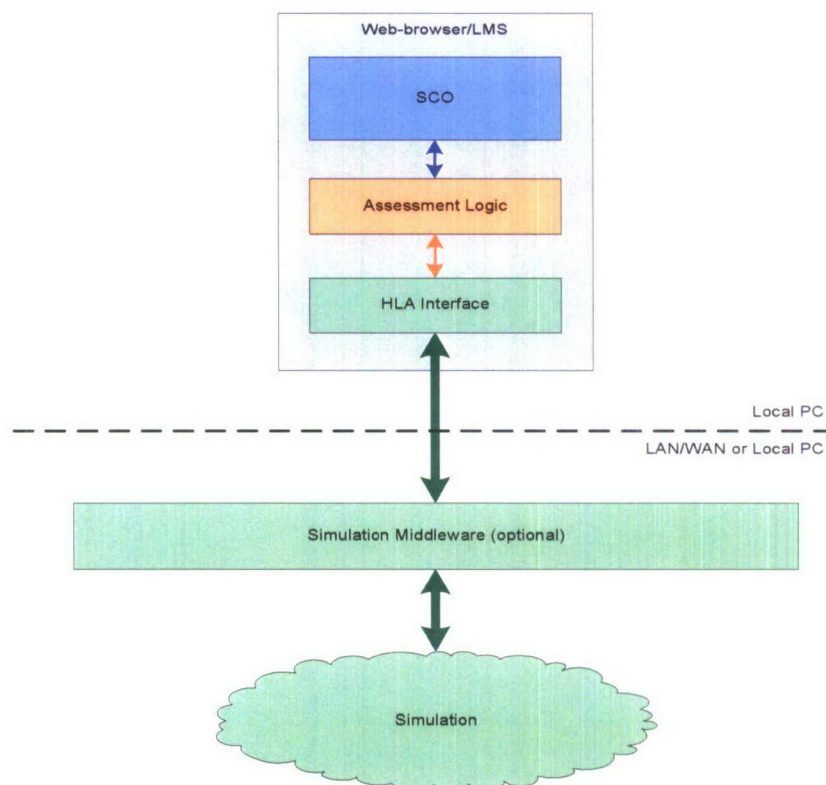 Web-browser/LMS
SCO
Assessment Logic
HLA Interface
Local PC
LAN/WAN or Local PC
Simulation Middleware (optional)
Simulation